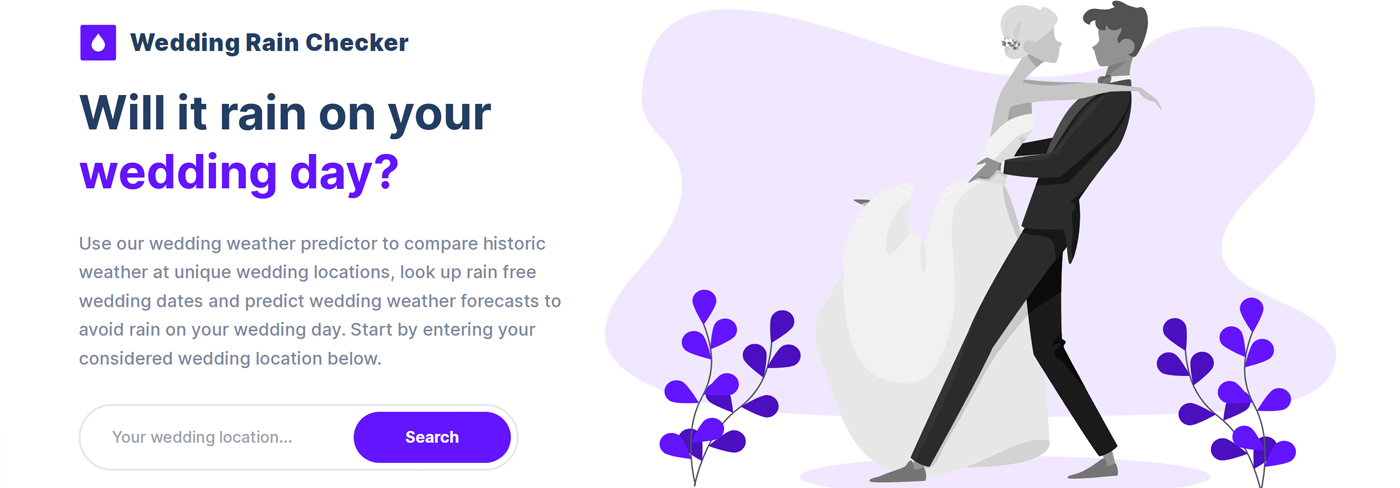 Wedding Rain Checker
Will it rain on your
wedding day?
Use our wedding weather predictor to compare historic
weather at unique wedding locations, look up rain free
wedding dates and predict wedding weather forecasts to
avoid rain on your wedding day. Start by entering your
considered wedding location below.
Your wedding location...
Search